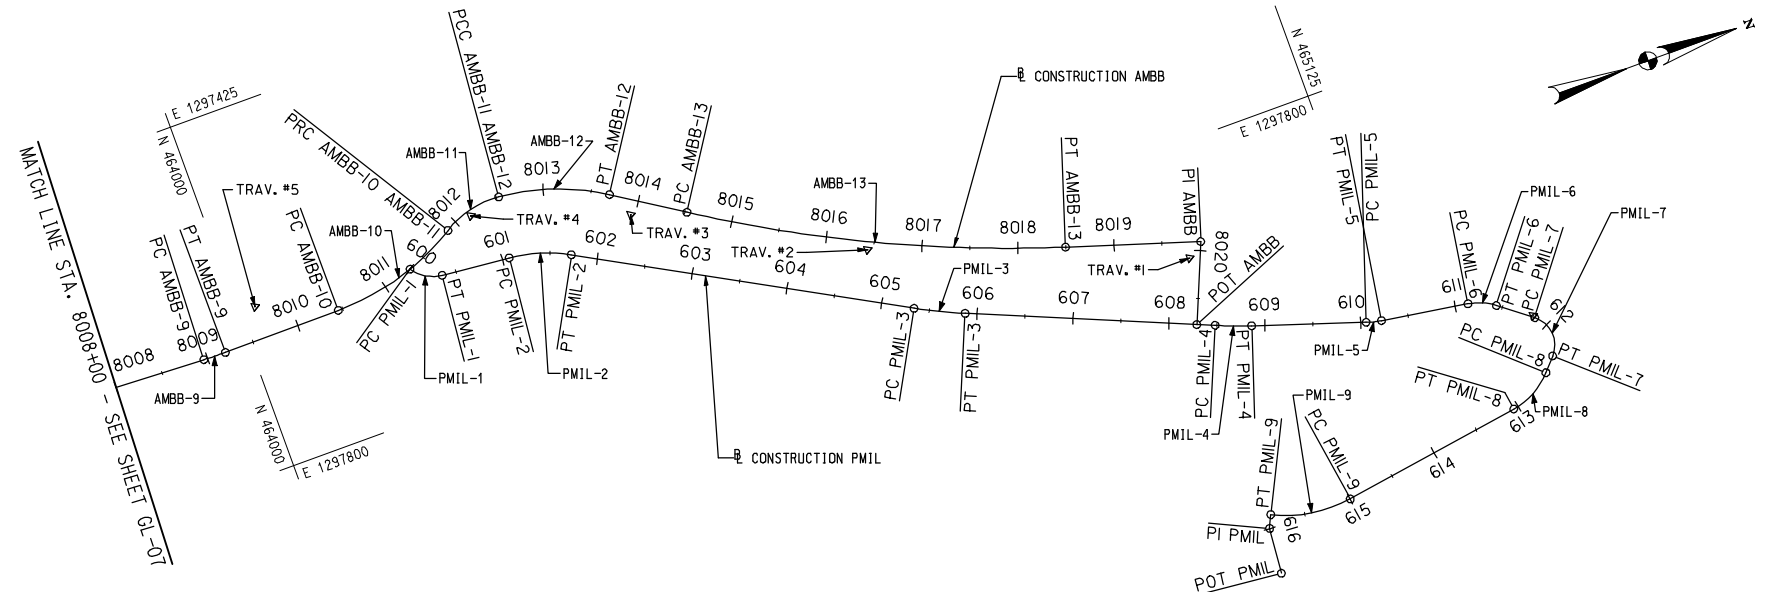 MATCH LINE STA. 8008+00 - SEE SHEET GL-07
E 1297425
N 464000
TRAV. #5
PC AMBB-9
PT AMBB-9
8008
8009
AMBB-9
PC AMBB-10
8010
8011
AMBB-10
PRC AMBB-10 AMBB-11
AMBB-11
8012
PCC AMBB-11 AMBB-12
TRAV. #4
AMBB-12
8013
PT AMBB-12
8014
TRAV. #3
PC AMBB-13
8015
℄ CONSTRUCTION AMBB
AMBB-13
8016
TRAV. #2
8017
8018
PT AMBB-13
8019
PI AMBB
TRAV. #1
8020
POT AMBB
N 465125
E 1297800
N
N 464000
E 1297800
600
PC PMIL-1
PMIL-1
PT PMIL-1
601
PC PMIL-2
PMIL-2
PT PMIL-2
602
603
℄ CONSTRUCTION PMIL
604
605
PC PMIL-3
PMIL-3
606
PT PMIL-3
607
608
PC PMIL-4
PMIL-4
PT PMIL-4
609
PT PMIL-5
PC PMIL-5
PMIL-5
610
611
PC PMIL-6
PMIL-6
PT PMIL-6
PC PMIL-7
PMIL-7
612
PT PMIL-7
PC PMIL-8
PMIL-8
PT PMIL-8
613
614
PC PMIL-9
615
PMIL-9
PT PMIL-9
616
PI PMIL
POT PMIL